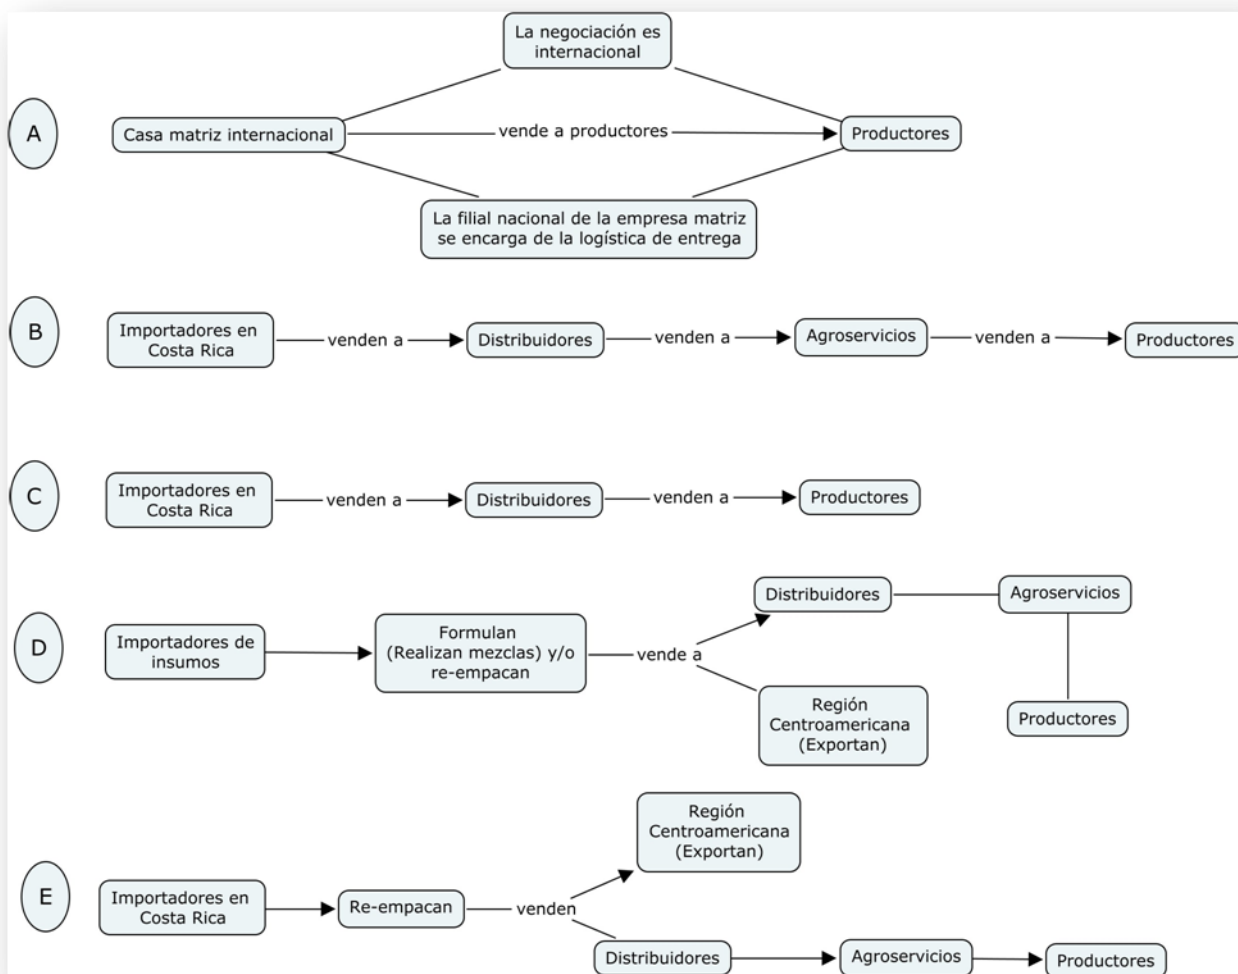 La negociación es
internacional
A
Casa matriz internacional
vende a productores
Productores
La filial nacional de la empresa matriz
se encarga de la logística de entrega
B
Importadores en
Costa Rica
venden a
Distribuidores
venden a
Agroservicios
venden a
Productores
C
Importadores en
Costa Rica
venden a
Distribuidores
venden a
Productores
D
Importadores de
insumos
Formulan
(Realizan mezclas) y/o
re-empacan
vende a
Distribuidores
Agroservicios
Región
Centroamericana
(Exportan)
Productores
E
Importadores en
Costa Rica
Re-empacan
venden
Región
Centroamericana
(Exportan)
Distribuidores
Agroservicios
Productores